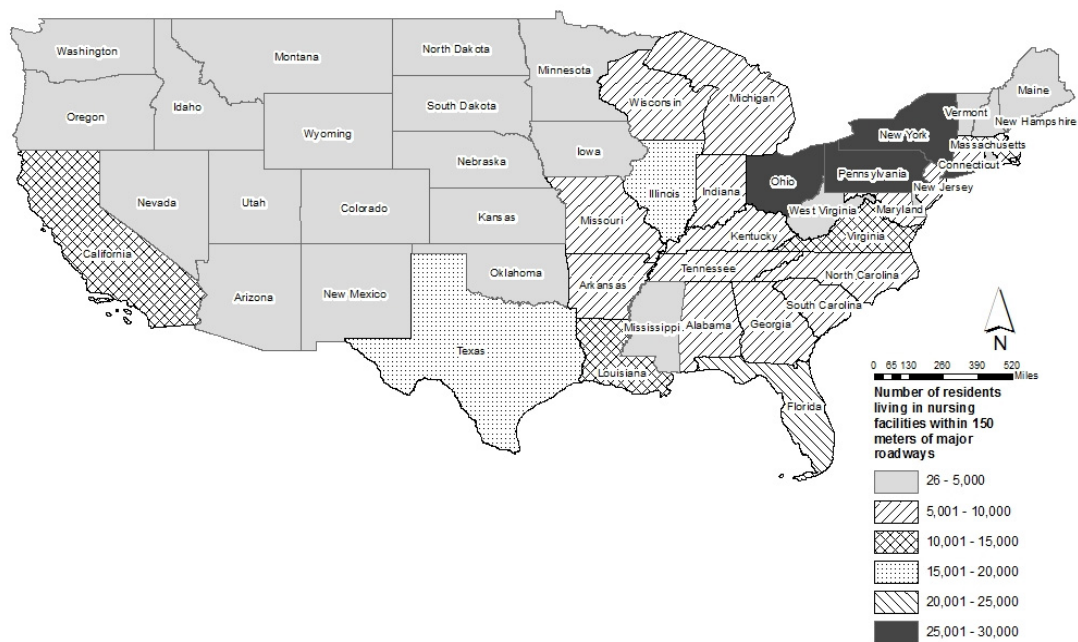 Washington
Montana
North Dakota
Minnesota
Maine
Vermont
New Hampshire
Oregon
Idaho
South Dakota
Wisconsin
Michigan
Wyoming
New York
Massachusetts
Connecticut
Iowa
Nebraska
Pennsylvania
New Jersey
Nevada
Utah
Colorado
Illinois
Indiana
Ohio
Kansas
Missouri
West Virginia
Maryland
Kentucky
Virginia
California
Oklahoma
Tennessee
North Carolina
Arizona
New Mexico
Arkansas
South Carolina
Mississippi
Alabama
Georgia
Texas
Louisiana
Florida
N
0 65 130 260 390 520
Miles
Number of residents
living in nursing
facilities within 150
meters of major
roadways
26 - 5,000
5,001 - 10,000
10,001 - 15,000
15,001 - 20,000
20,001 - 25,000
25,001 - 30,000